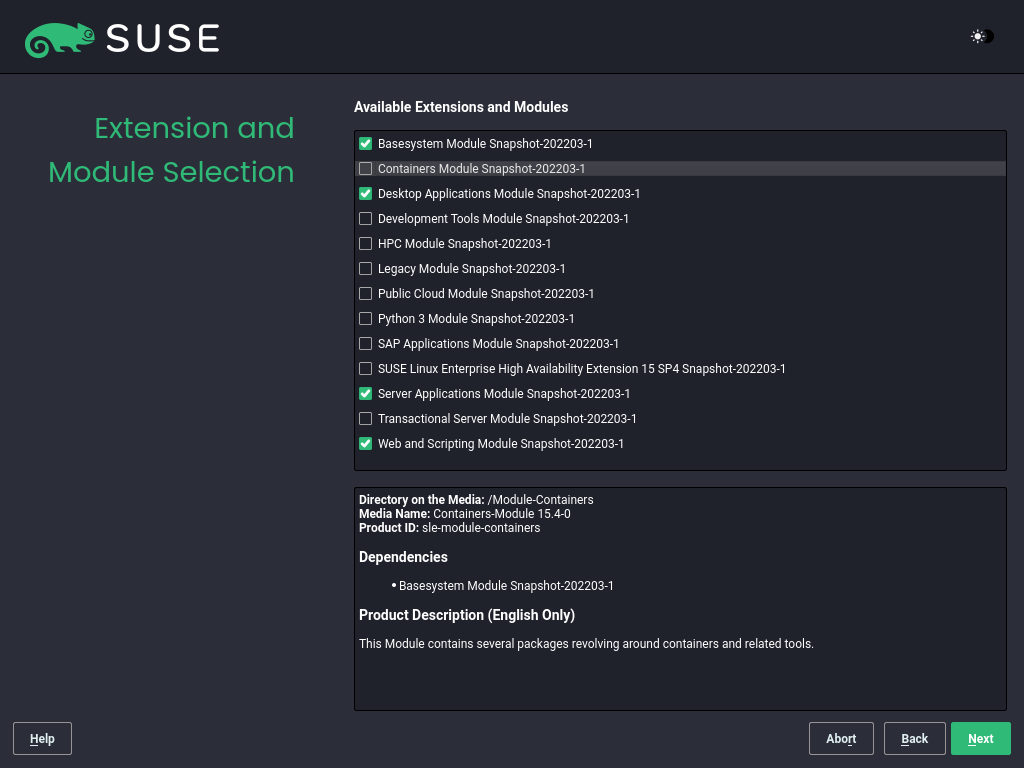 SUSE
Extension and
Module Selection
Available Extensions and Modules
Basesystem Module Snapshot-202203-1
Containers Module Snapshot-202203-1
Desktop Applications Module Snapshot-202203-1
Development Tools Module Snapshot-202203-1
HPC Module Snapshot-202203-1
Legacy Module Snapshot-202203-1
Public Cloud Module Snapshot-202203-1
Python 3 Module Snapshot-202203-1
SAP Applications Module Snapshot-202203-1
SUSE Linux Enterprise High Availability Extension 15 SP4 Snapshot-202203-1
Server Applications Module Snapshot-202203-1
Transactional Server Module Snapshot-202203-1
Web and Scripting Module Snapshot-202203-1
Directory on the Media: /Module-Containers
Media Name: Containers-Module 15.4-0
Product ID: sle-module-containers
Dependencies
• Basesystem Module Snapshot-202203-1
Product Description (English Only)
This Module contains several packages revolving around containers and related tools.
Help Abort Back Next